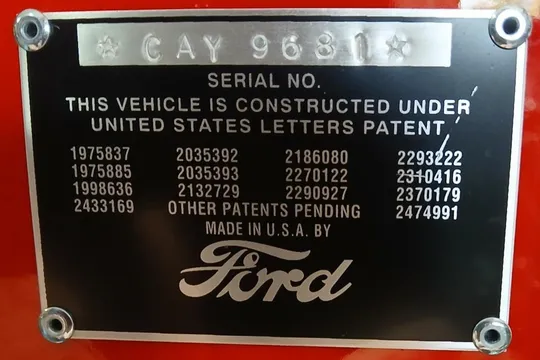 ☆ CAY 9681 ☆
SERIAL NO.
THIS VEHICLE IS CONSTRUCTED UNDER
UNITED STATES LETTERS PATENT
1975837 2035392 2186080 2293222
1975885 2035393 2270122 2310416
1998636 2132729 2290927 2370179
2433169 OTHER PATENTS PENDING 2474991
MADE IN U.S.A. BY
Ford